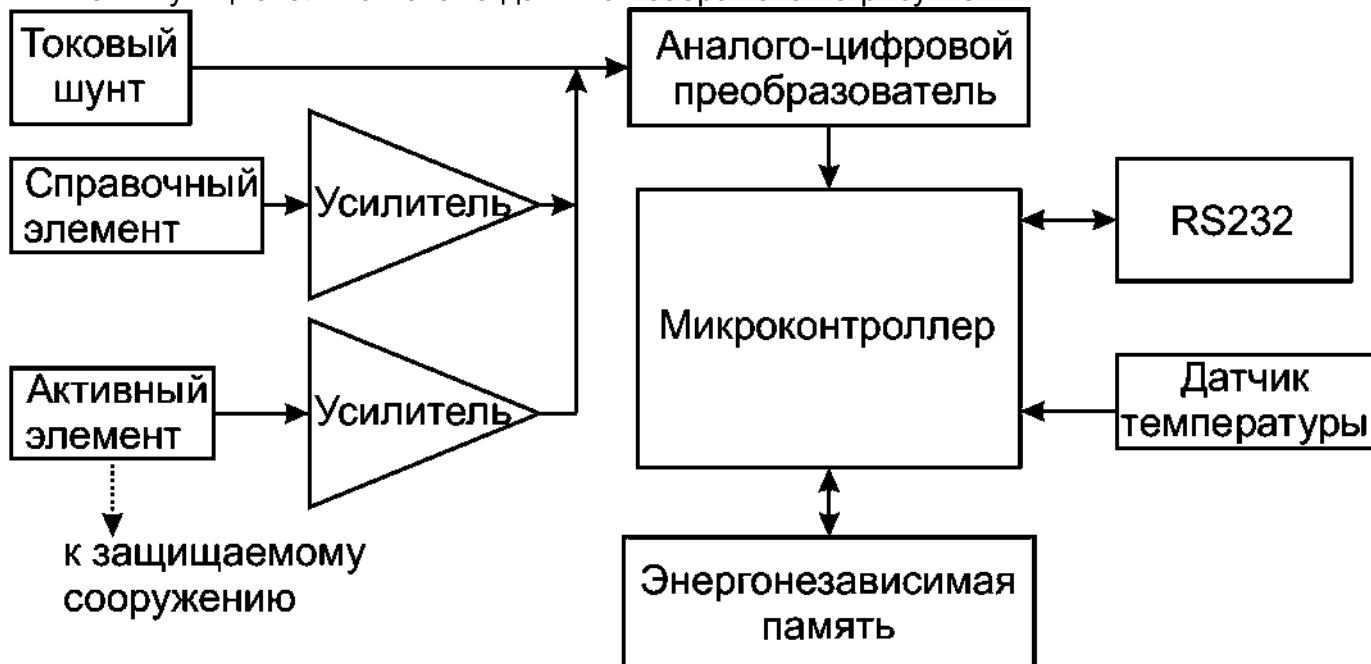 Токовый
шунт
Аналого-цифровой
преобразователь
Справочный
элемент
Усилитель
RS232
Микроконтроллер
Активный
элемент
Усилитель
Датчик
температуры
к защищаемому
сооружению
Энергонезависимая
память